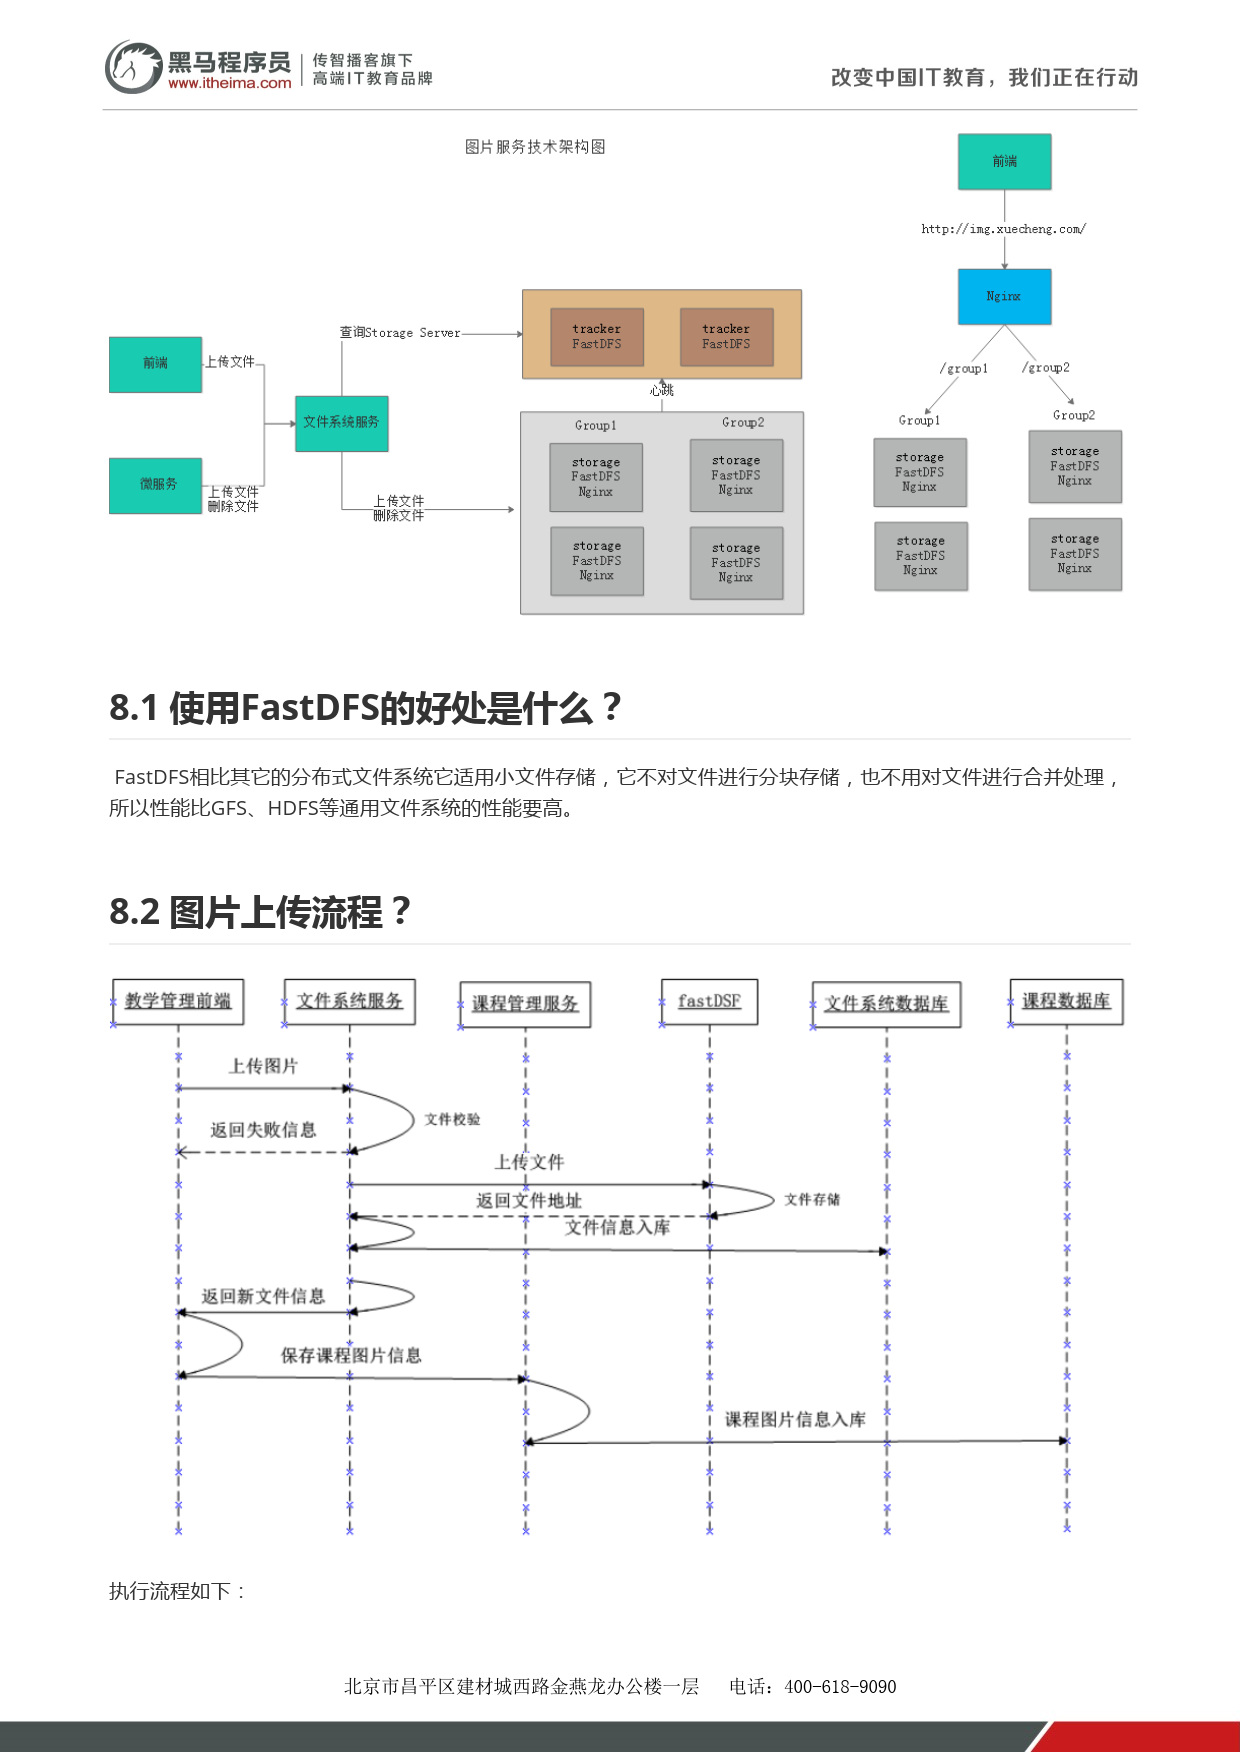 黑马程序员
www.itheima.com
传智播客旗下
高端IT教育品牌
改变中国IT教育，我们正在行动
图片服务技术架构图
前端
http://img.xuecheng.com/
Nginx
/group1
/group2
Group1
Group2
storage
FastDFS
Nginx
storage
FastDFS
Nginx
storage
FastDFS
Nginx
storage
FastDFS
Nginx
前端
上传文件
微服务
上传文件
删除文件
文件系统服务
查询Storage Server
上传文件
删除文件
tracker
FastDFS
tracker
FastDFS
心跳
Group1
Group2
storage
FastDFS
Nginx
storage
FastDFS
Nginx
storage
FastDFS
Nginx
storage
FastDFS
Nginx
8.1 使用FastDFS的好处是什么？
FastDFS相比其它的分布式文件系统它适用小文件存储，它不对文件进行分块存储，也不用对文件进行合并处理，
所以性能比GFS、HDFS等通用文件系统的性能要高。
8.2 图片上传流程？
教学管理前端
文件系统服务
课程管理服务
fastDSF
文件系统数据库
课程数据库
上传图片
文件校验
返回失败信息
上传文件
返回文件地址
文件存储
文件信息入库
返回新文件信息
保存课程图片信息
课程图片信息入库
执行流程如下：
北京市昌平区建材城西路金燕龙办公楼一层 电话：400-618-9090